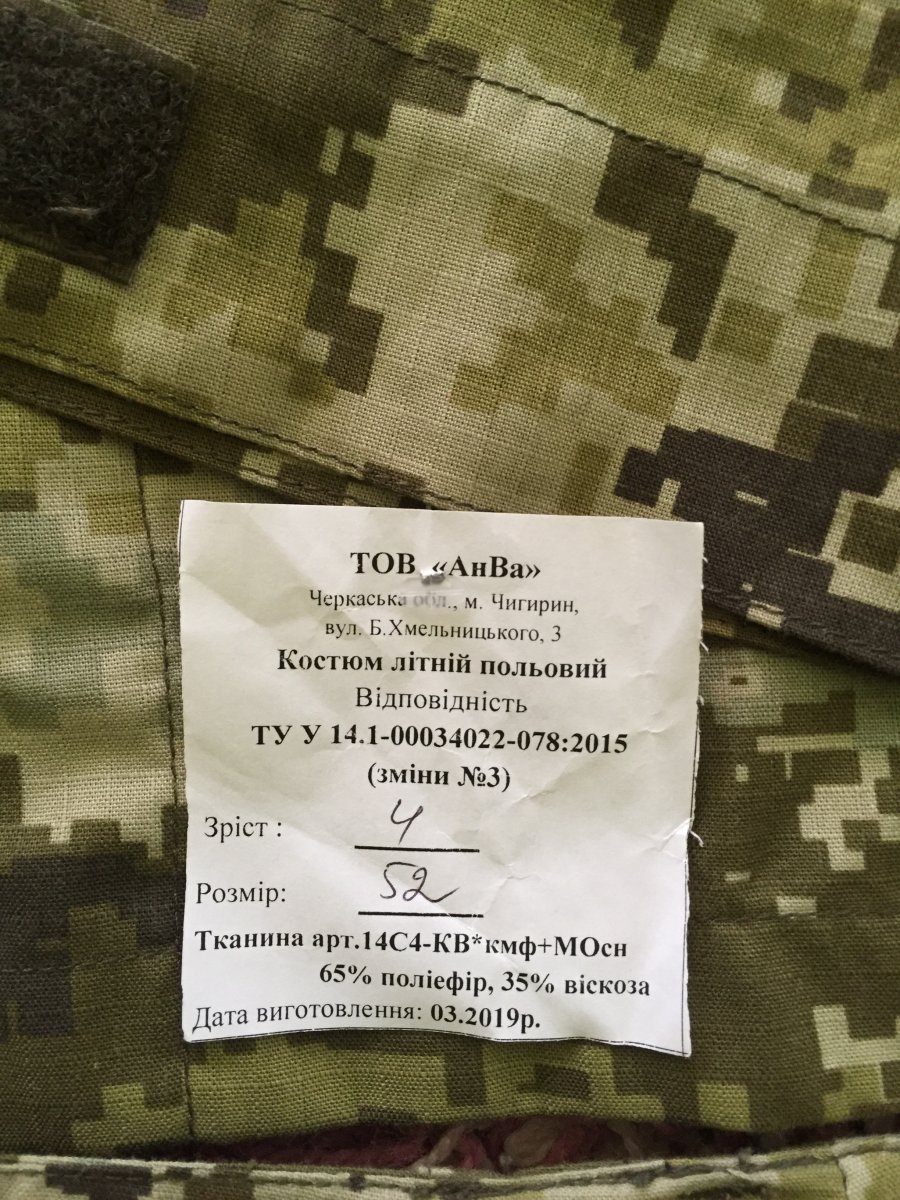 ТОВ «АнВа»
Черкаська обл., м. Чигирин,
вул. Б.Хмельницького, 3
Костюм літній польовий
Відповідність
ТУ У 14.1-00034022-078:2015
(зміни №3)
Зріст : 4
Розмір: 52
Тканина арт.14С4-КВ*кмф+МОсн
65% поліефір, 35% віскоза
Дата виготовлення: 03.2019р.